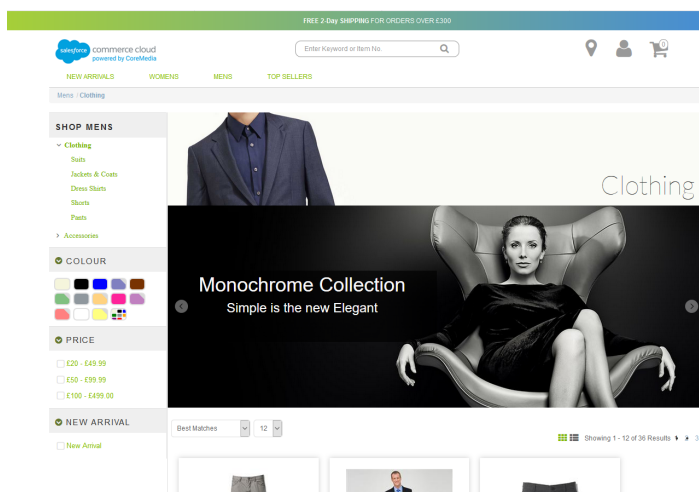 FREE 2-Day SHIPPING FOR ORDERS OVER £300
salesforce commerce cloud
powered by CoreMedia
Enter Keyword or Item No.
0
NEW ARRIVALS WOMENS MENS TOP SELLERS
Mens / Clothing
SHOP MENS
Clothing
Suits
Jackets & Coats
Dress Shirts
Shorts
Pants
Accessories
COLOUR
PRICE
£20 - £49.99
£50 - £99.99
£100 - £499.00
NEW ARRIVAL
New Arrival
Clothing
Monochrome Collection
Simple is the new Elegant
Best Matches 12
Showing 1 - 12 of 36 Results 3